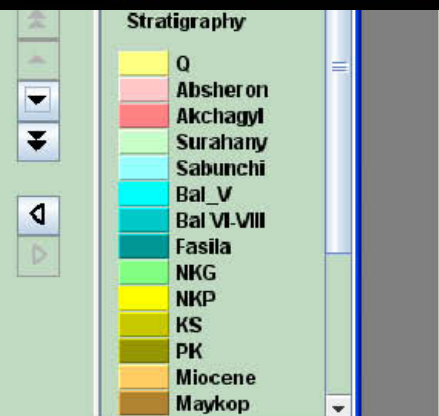 Stratigraphy
Q
Absheron
Akchagyl
Surahany
Sabunchi
Bal_V
Bal VI-VIII
Fasila
NKG
NKP
KS
PK
Miocene
Maykop